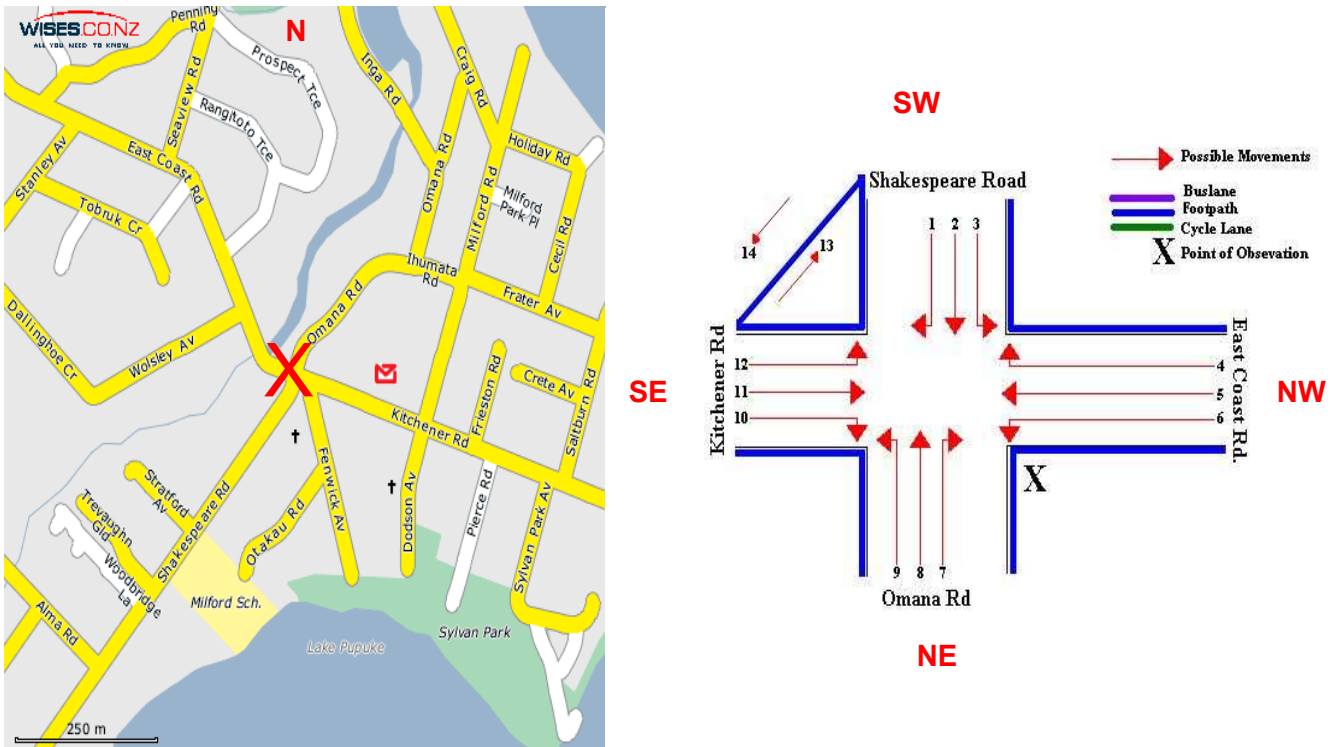 WISES.CO.NZ
ALL YOU NEED TO KNOW
N
Penning
Rd
Prospect Tce
Rangitoto Tce
Seaview Rd
Stanley Av
East Coast Rd
Tobruk Cr
Inga Rd
Craig Rd
Omana Rd
Milford Rd
Holiday Rd
Milford
Park Pl
Cecil Rd
Ihumata
Rd
Frater Av
Omana Rd
Dallinghoe Cr
Wolsley Av
X
Kitchener Rd
Frieston Rd
Crete Av
Saltburn Rd
Stratford
Av
Trevaughn
Gld
Woodbridge
La
Shakespeare Rd
Otakau Rd
Fenwick Av
Dodson Av
Pierce Rd
Sylvan Park Av
Alma Rd
Milford Sch.
Lake Pupuke
Sylvan Park
250 m
SW
Shakespeare Road
1 2 3
14
13
Possible Movements
Buslane
Footpath
Cycle Lane
X Point of Obsevation
SE
Kitchener Rd
12
11
10
4
5
6
East Coast Rd.
NW
X
9 8 7
Omana Rd
NE